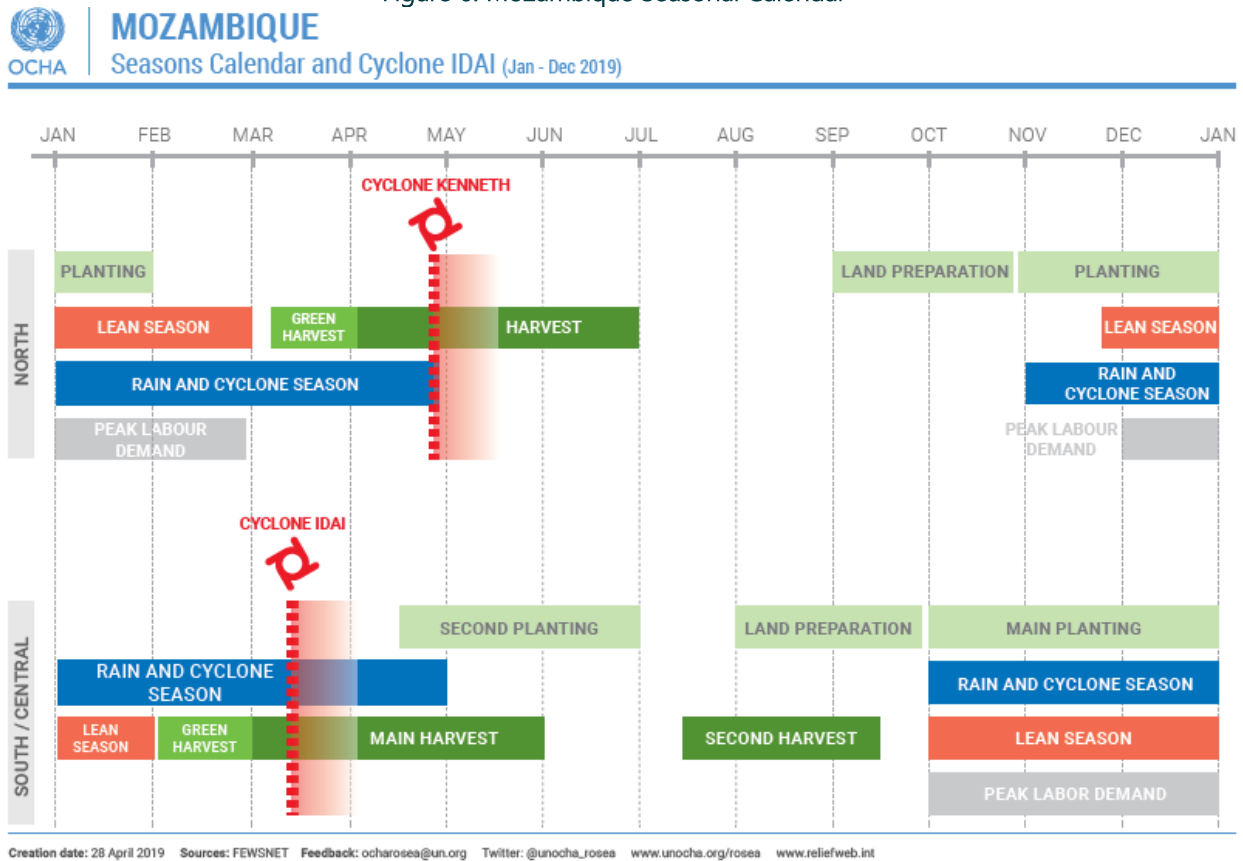 MOZAMBIQUE
OCHA
Seasons Calendar and Cyclone IDAI (Jan - Dec 2019)
JAN FEB MAR APR MAY JUN JUL AUG SEP OCT NOV DEC JAN
CYCLONE KENNETH
NORTH
PLANTING
LAND PREPARATION
PLANTING
LEAN SEASON
GREEN
HARVEST
HARVEST
LEAN SEASON
RAIN AND CYCLONE SEASON
RAIN AND
CYCLONE SEASON
PEAK LABOUR
DEMAND
PEAK LABOUR
DEMAND
CYCLONE IDAI
SOUTH / CENTRAL
SECOND PLANTING
LAND PREPARATION
MAIN PLANTING
RAIN AND CYCLONE
SEASON
RAIN AND CYCLONE SEASON
LEAN
SEASON
GREEN
HARVEST
MAIN HARVEST
SECOND HARVEST
LEAN SEASON
PEAK LABOR DEMAND
Creation date: 28 April 2019 Sources: FEWSNET Feedback: ocharosea@un.org Twitter: @unocha_rosea www.unocha.org/rosea www.reliefweb.int